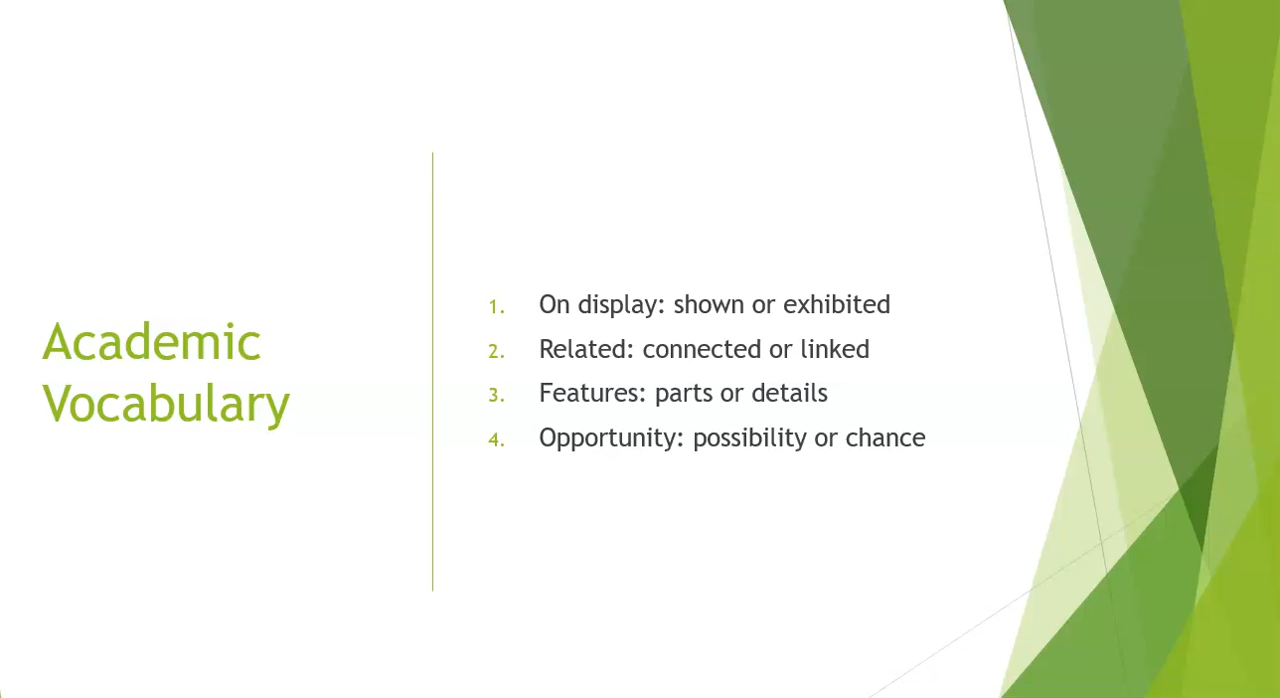 Academic
Vocabulary
1. On display: shown or exhibited
2. Related: connected or linked
3. Features: parts or details
4. Opportunity: possibility or chance